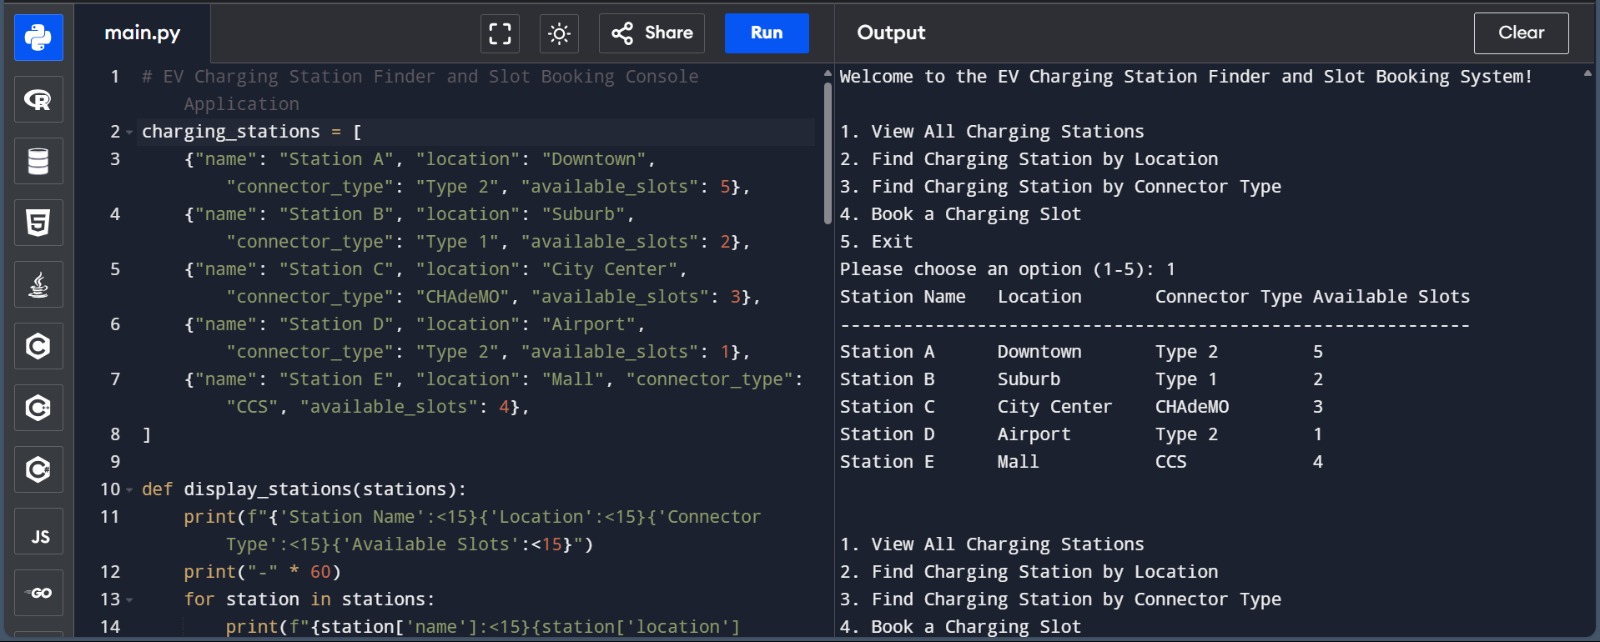 main.py
Share
Run
Output
Clear
1 # EV Charging Station Finder and Slot Booking Console
Application
2 charging_stations = [
3 {"name": "Station A", "location": "Downtown",
"connector_type": "Type 2", "available_slots": 5},
4 {"name": "Station B", "location": "Suburb",
"connector_type": "Type 1", "available_slots": 2},
5 {"name": "Station C", "location": "City Center",
"connector_type": "CHAdeMO", "available_slots": 3},
6 {"name": "Station D", "location": "Airport",
"connector_type": "Type 2", "available_slots": 1},
7 {"name": "Station E", "location": "Mall", "connector_type":
"CCS", "available_slots": 4},
8 ]
9
10 def display_stations(stations):
11 print(f"{'Station Name':<15}{'Location':<15}{'Connector
Type':<15}{'Available Slots':<15}")
12 print("-" * 60)
13 for station in stations:
14 print(f"{station['name']:<15}{station['location']
Welcome to the EV Charging Station Finder and Slot Booking System!
1. View All Charging Stations
2. Find Charging Station by Location
3. Find Charging Station by Connector Type
4. Book a Charging Slot
5. Exit
Please choose an option (1-5): 1
Station Name Location Connector Type Available Slots
------------------------------------------------------------
Station A Downtown Type 2 5
Station B Suburb Type 1 2
Station C City Center CHAdeMO 3
Station D Airport Type 2 1
Station E Mall CCS 4
1. View All Charging Stations
2. Find Charging Station by Location
3. Find Charging Station by Connector Type
4. Book a Charging Slot
R
5
C
C
C
JS
GO